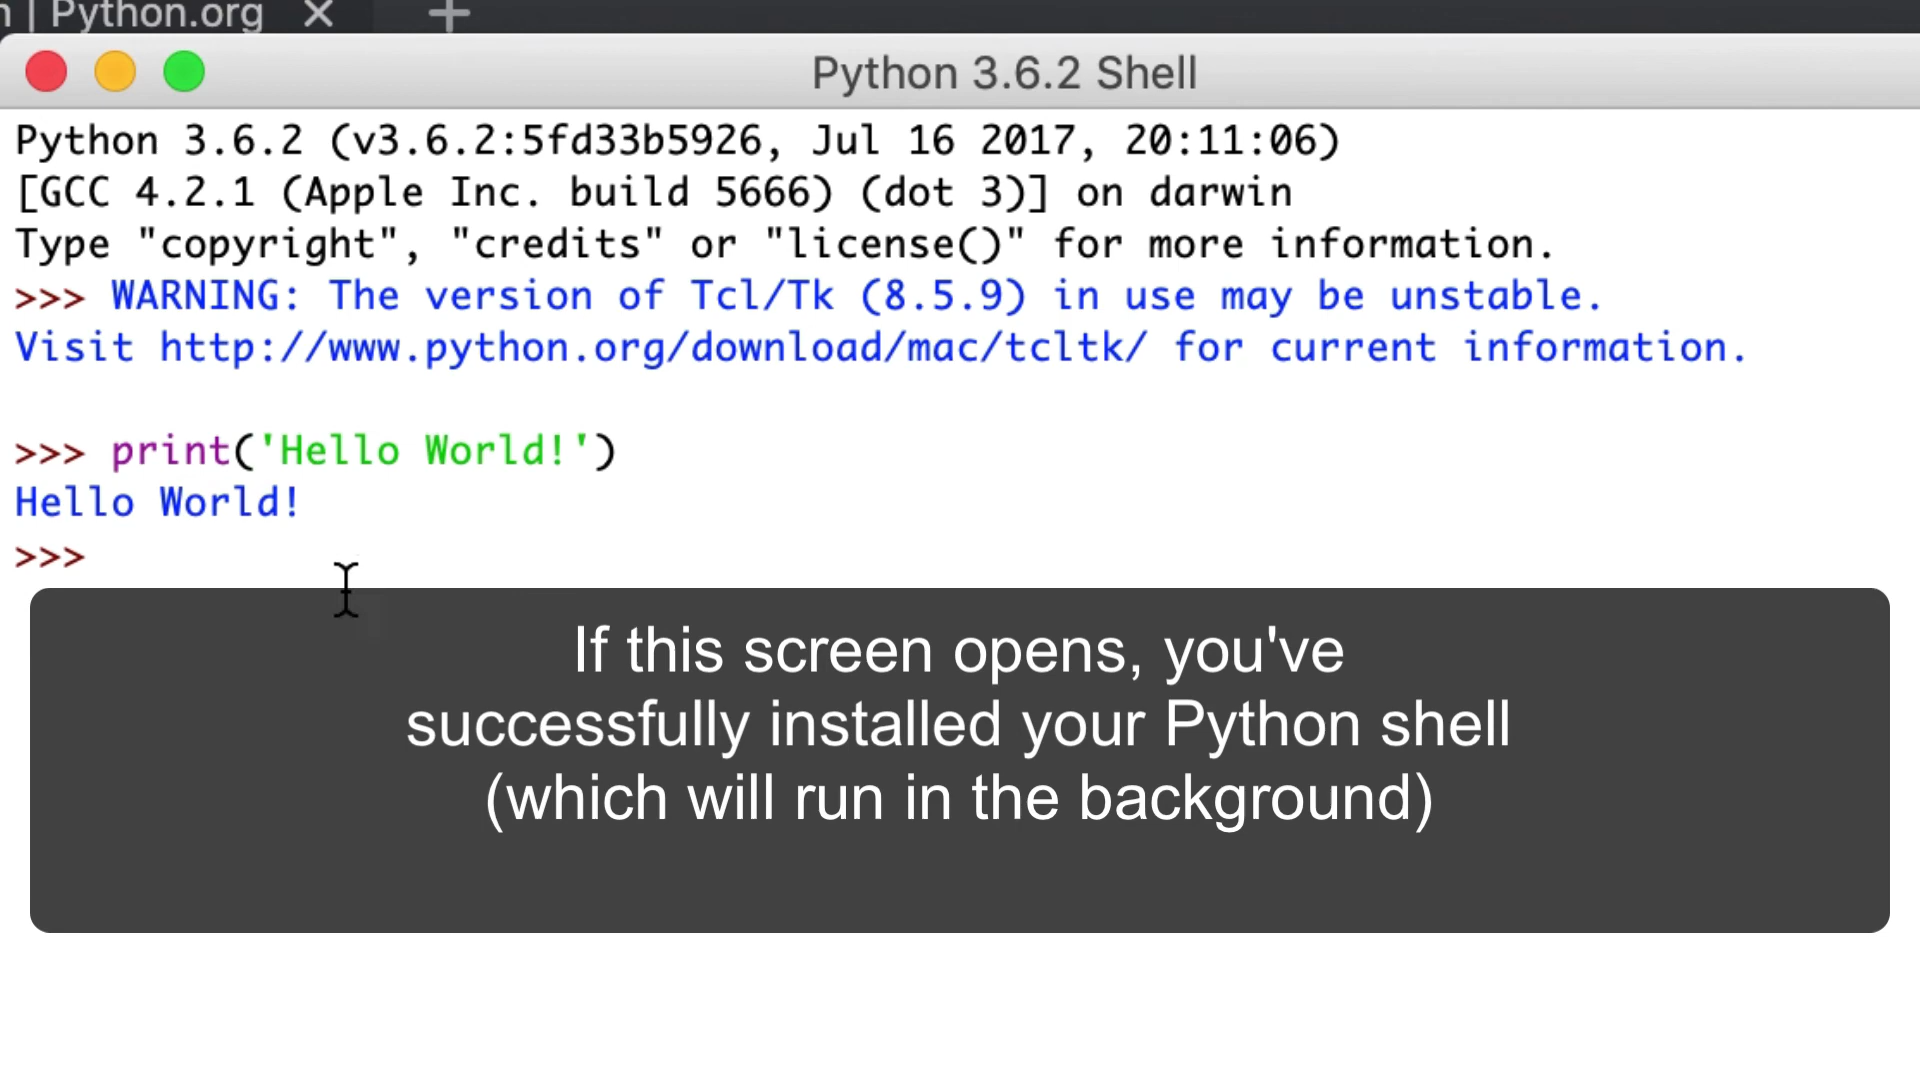 n | Python.org × +
Python 3.6.2 Shell
Python 3.6.2 (v3.6.2:5fd33b5926, Jul 16 2017, 20:11:06)
[GCC 4.2.1 (Apple Inc. build 5666) (dot 3)] on darwin
Type "copyright", "credits" or "license()" for more information.
>>> WARNING: The version of Tcl/Tk (8.5.9) in use may be unstable.
Visit http://www.python.org/download/mac/tcltk/ for current information.
>>> print('Hello World!')
Hello World!
>>>
If this screen opens, you've
successfully installed your Python shell
(which will run in the background)